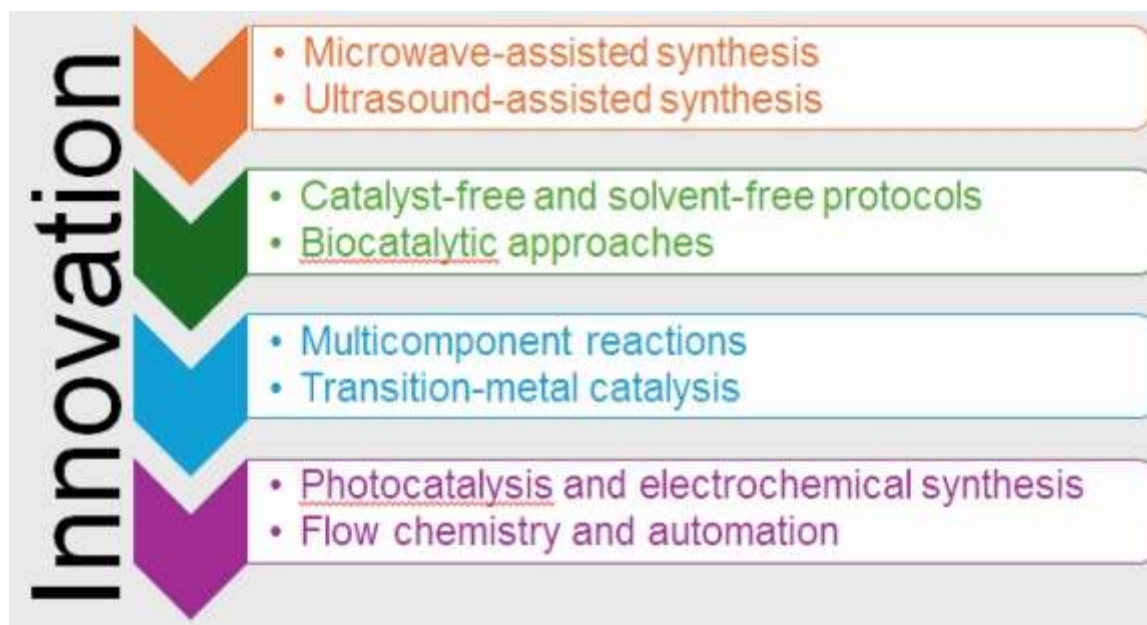 Innovation
• Microwave-assisted synthesis
• Ultrasound-assisted synthesis
• Catalyst-free and solvent-free protocols
• Biocatalytic approaches
• Multicomponent reactions
• Transition-metal catalysis
• Photocatalysis and electrochemical synthesis
• Flow chemistry and automation